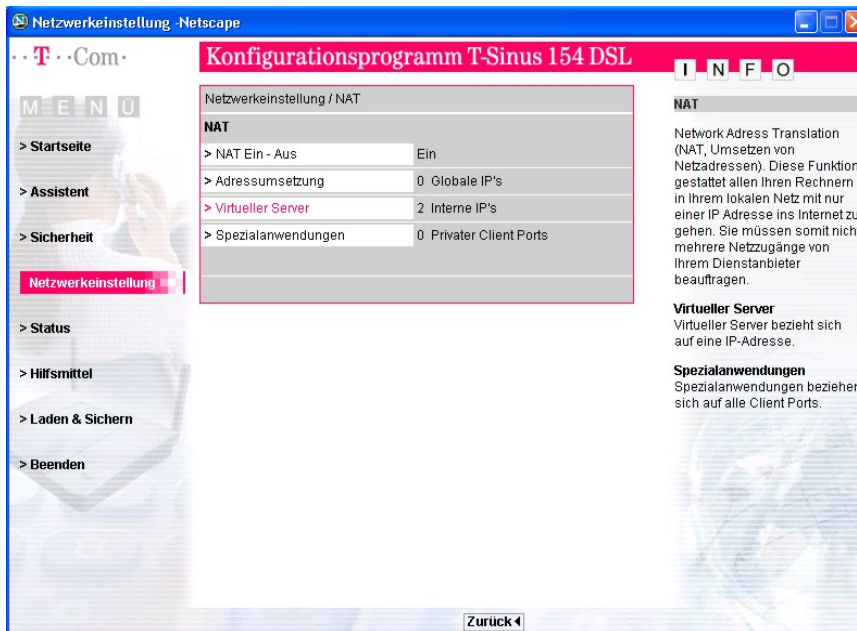 Netzwerkeinstellung -Netscape
··T··Com·
Konfigurationsprogramm T-Sinus 154 DSL
MENÜ
> Startseite
> Assistent
> Sicherheit
Netzwerkeinstellung
> Status
> Hilfsmittel
> Laden & Sichern
> Beenden
Netzwerkeinstellung / NAT
NAT
> NAT Ein - Aus Ein
> Adressumsetzung 0 Globale IP's
> Virtueller Server 2 Interne IP's
> Spezialanwendungen 0 Privater Client Ports
INFO
NAT
Network Adress Translation
(NAT, Umsetzen von
Netzadressen). Diese Funktion
gestattet allen Ihren Rechnern
in Ihrem lokalen Netz mit nur
einer IP Adresse ins Internet zu
gehen. Sie müssen somit nich
mehrere Netzzugänge von
Ihrem Dienstanbieter
beauftragen.
Virtueller Server
Virtueller Server bezieht sich
auf eine IP-Adresse.
Spezialanwendungen
Spezialanwendungen beziehen
sich auf alle Client Ports.
Zurück